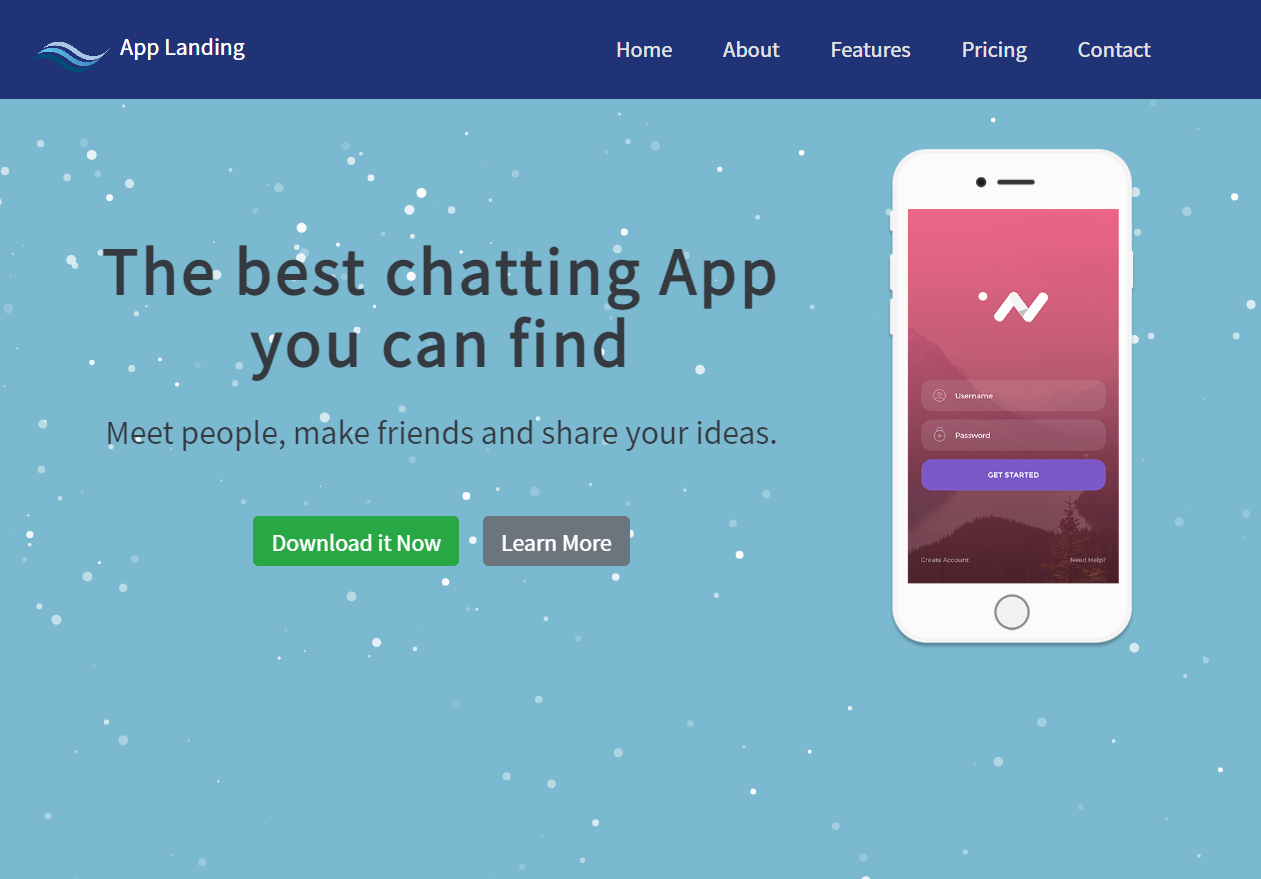 App Landing
Home About Features Pricing Contact
The best chatting App
you can find
Meet people, make friends and share your ideas.
Download it Now
Learn More
Username
Password
GET STARTED
Create Account
Need Help?